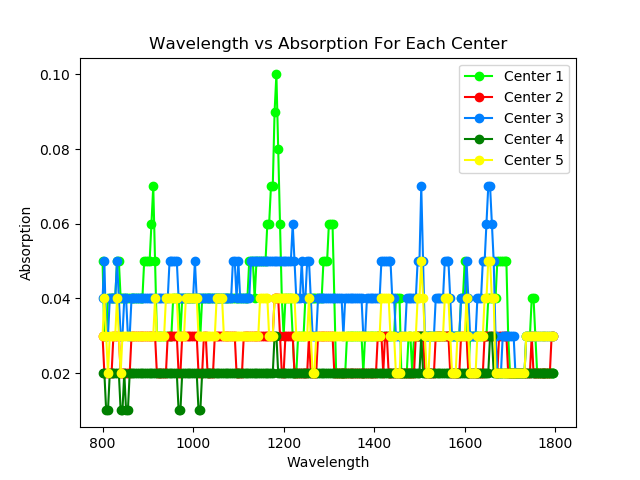 Wavelength vs Absorption For Each Center
Absorption
0.10
0.08
0.06
0.04
0.02
Center 1
Center 2
Center 3
Center 4
Center 5
800 1000 1200 1400 1600 1800
Wavelength